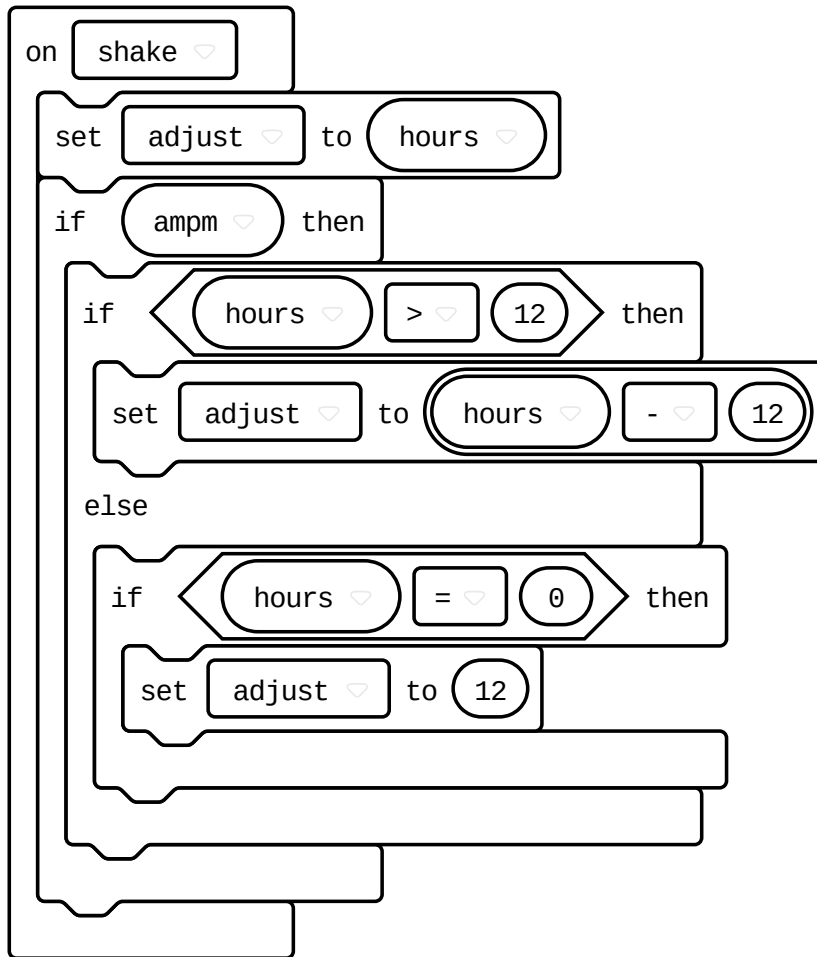 on shake
set adjust to hours
if ampm then
if hours > 12 then
set adjust to hours - 12
else
if hours = 0 then
set adjust to 12